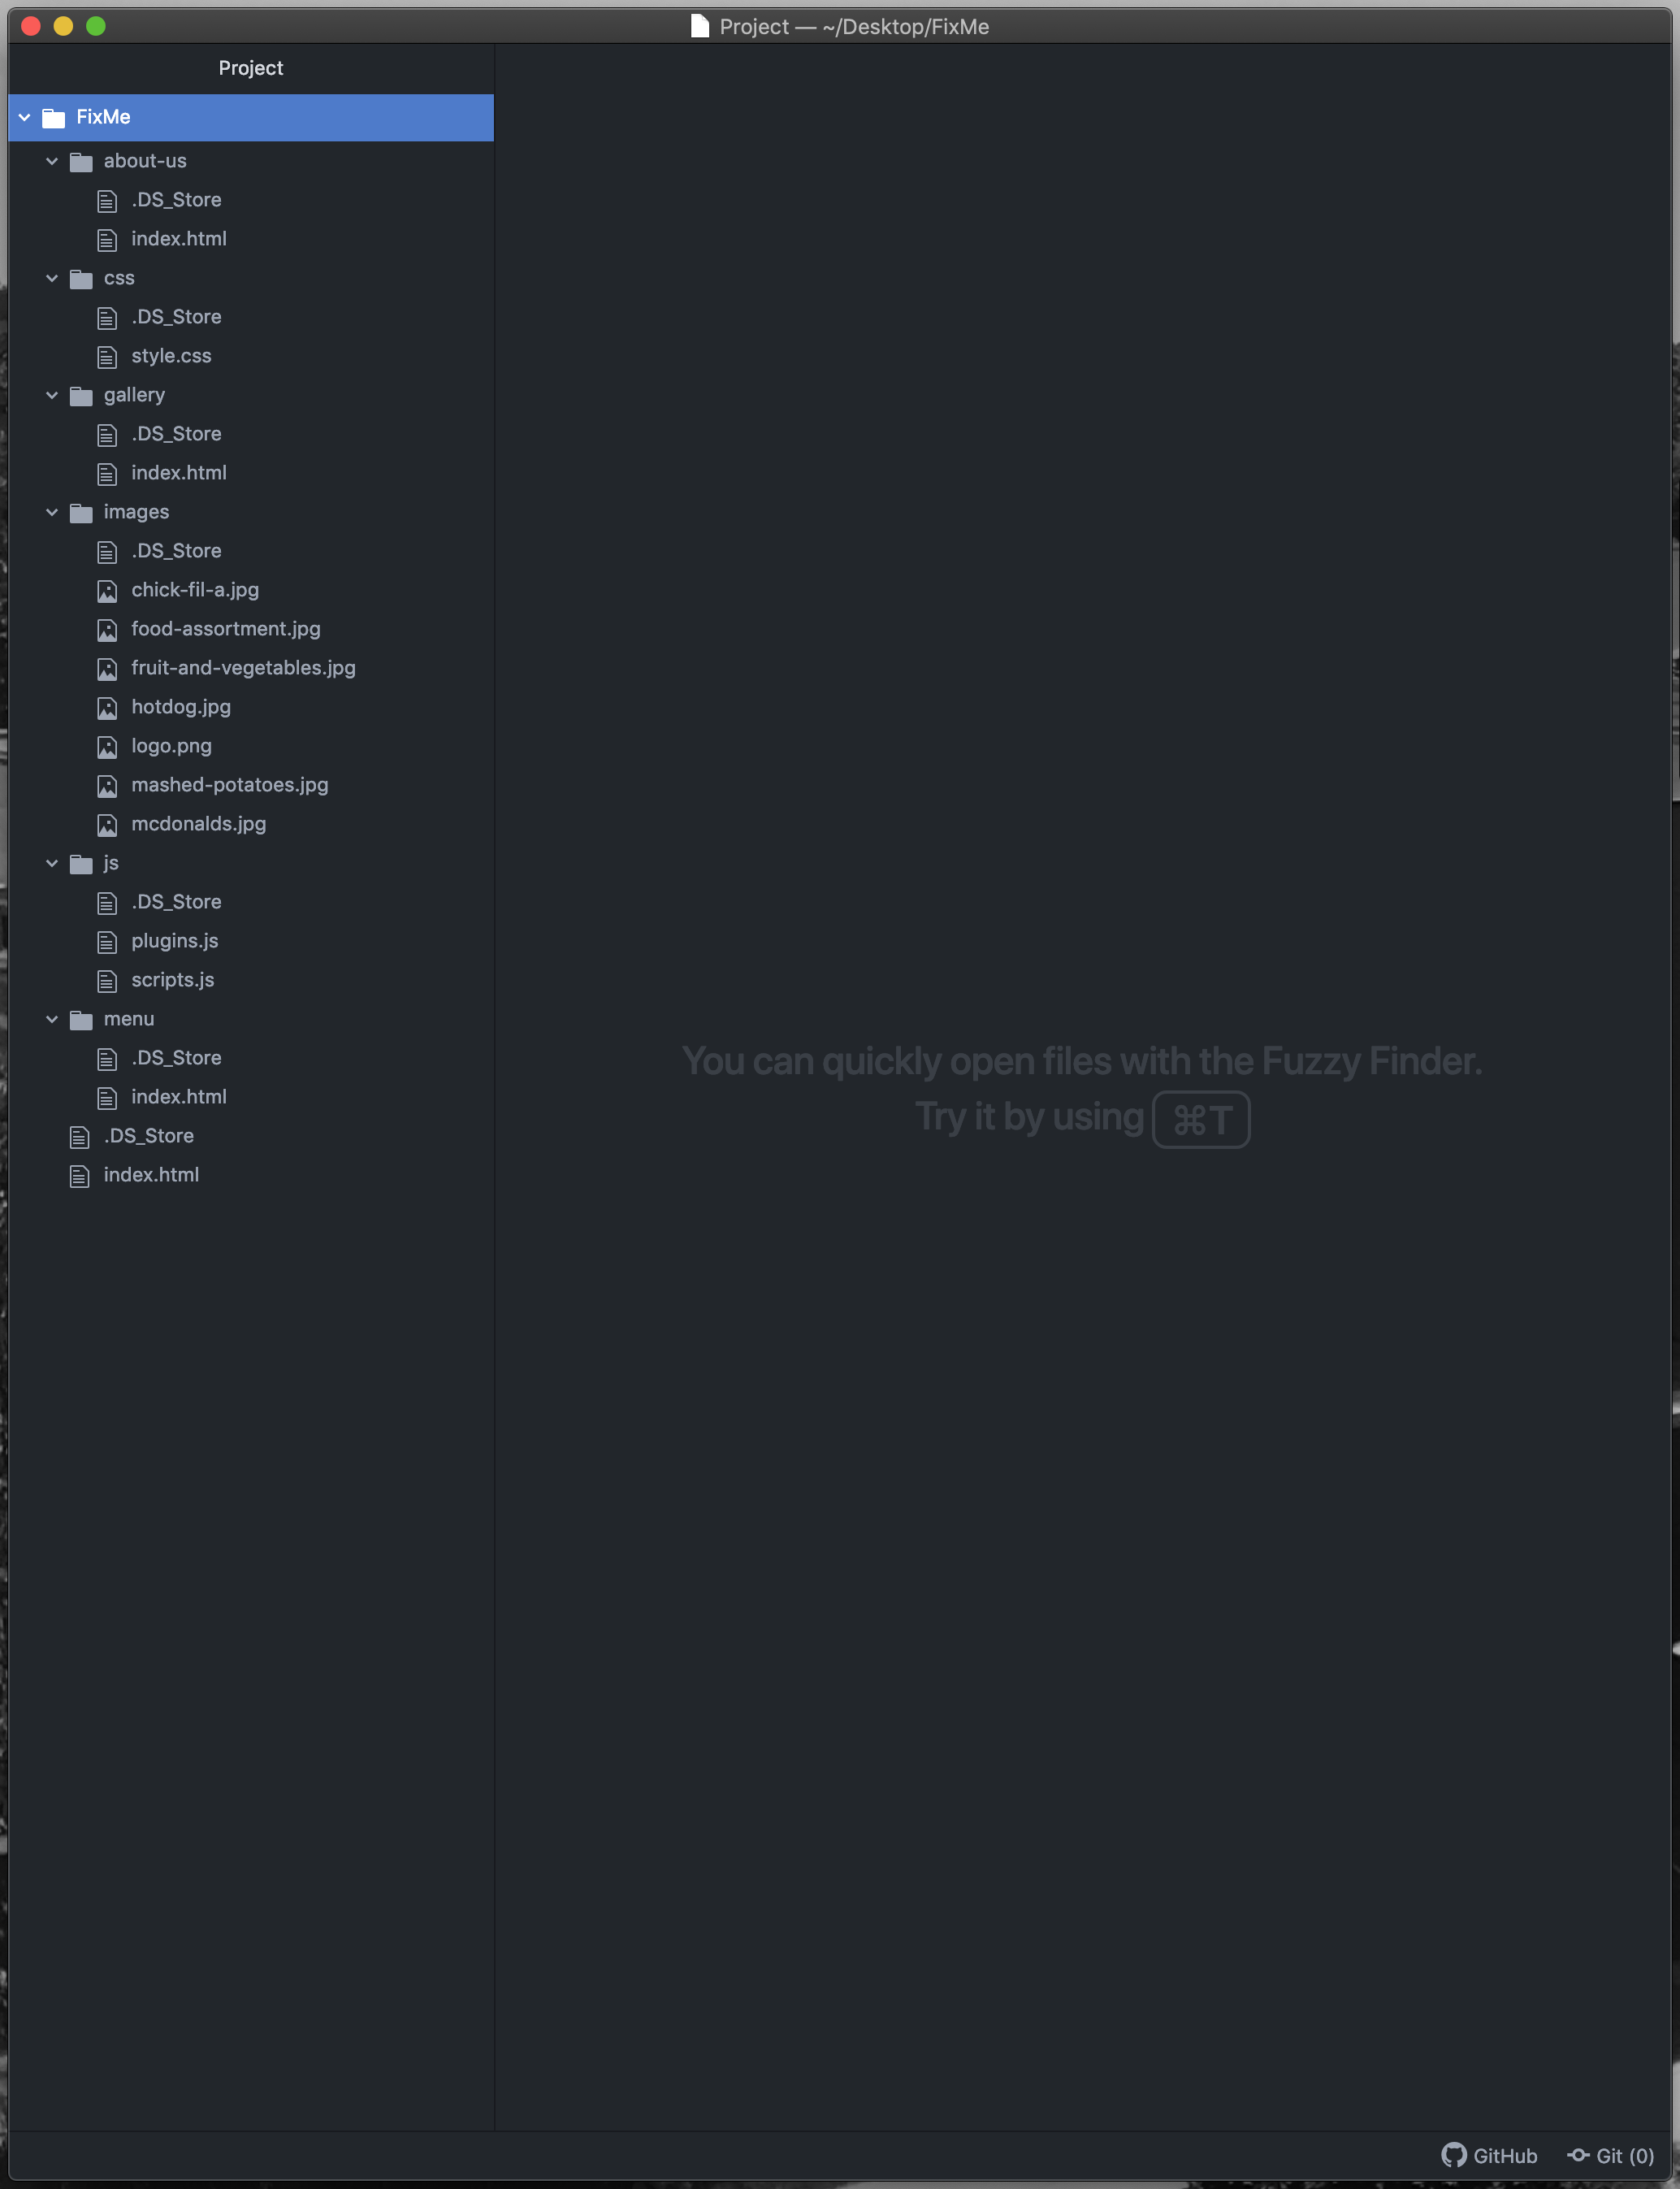 Project — ~/Desktop/FixMe
Project
FixMe
about-us
.DS_Store
index.html
css
.DS_Store
style.css
gallery
.DS_Store
index.html
images
.DS_Store
chick-fil-a.jpg
food-assortment.jpg
fruit-and-vegetables.jpg
hotdog.jpg
logo.png
mashed-potatoes.jpg
mcdonalds.jpg
js
.DS_Store
plugins.js
scripts.js
menu
.DS_Store
index.html
.DS_Store
index.html
You can quickly open files with the Fuzzy Finder.
Try it by using ⌘T
GitHub Git (0)